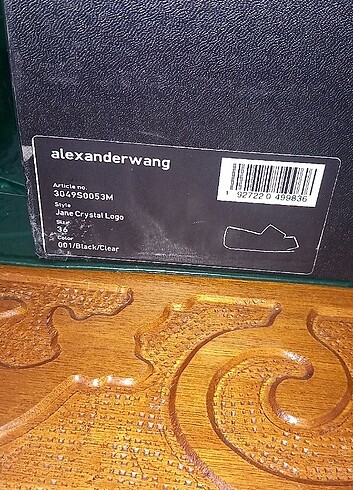 alexanderwang
Article no.
3049S0053M
Style
Jane Crystal Logo
Size
36
Color
001/Black/Clear
1 92722 0 499836